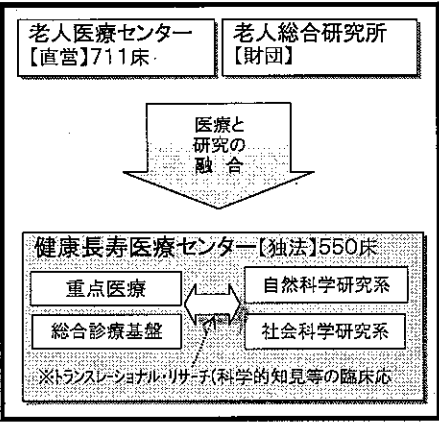 老人医療センター
【直営】711床
老人総合研究所
【財団】
医療と
研究の
融合
健康長寿医療センター【独法】550床
重点医療
総合診療基盤
自然科学研究系
社会科学研究系
※トランスレーショナル・リサーチ(科学的知見等の臨床応